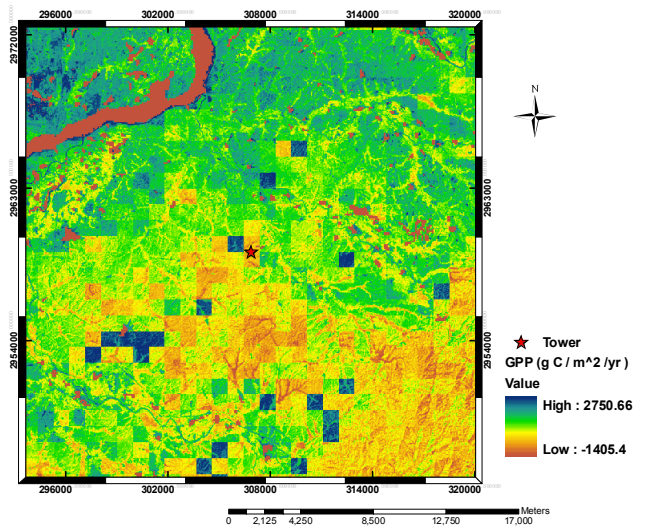 296000 302000 308000 314000 320000
2972000 2972000
N
2963000 2963000
2954000 2954000
Tower
GPP (g C / m^2 /yr )
Value
High : 2750.66
Low : -1405.4
296000 302000 308000 314000 320000
Meters
0 2,125 4,250 8,500 12,750 17,000